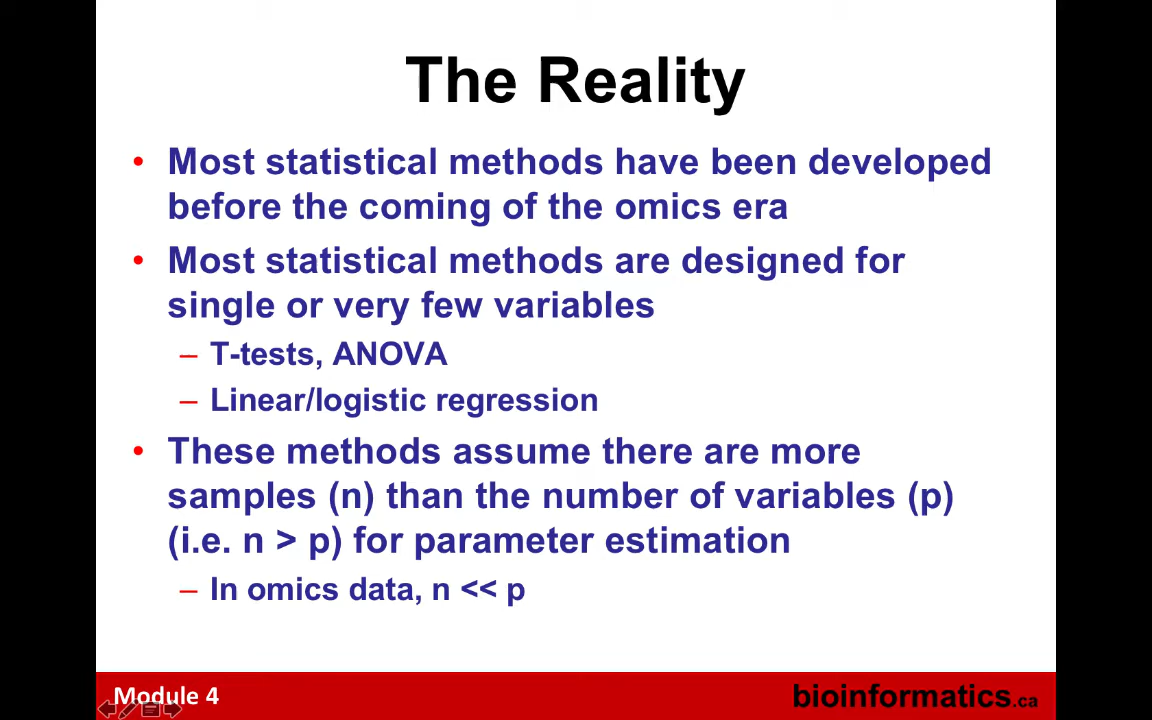 The Reality
• Most statistical methods have been developed
before the coming of the omics era
• Most statistical methods are designed for
single or very few variables
– T-tests, ANOVA
– Linear/logistic regression
• These methods assume there are more
samples (n) than the number of variables (p)
(i.e. n > p) for parameter estimation
– In omics data, n << p
Module 4
bioinformatics.ca